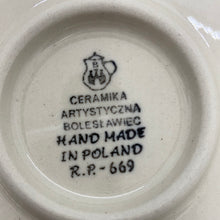 B
CERAMIKA
ARTYSTYCZNA
BOLESŁAWIEC
HAND MADE
IN POLAND
R.P.-669